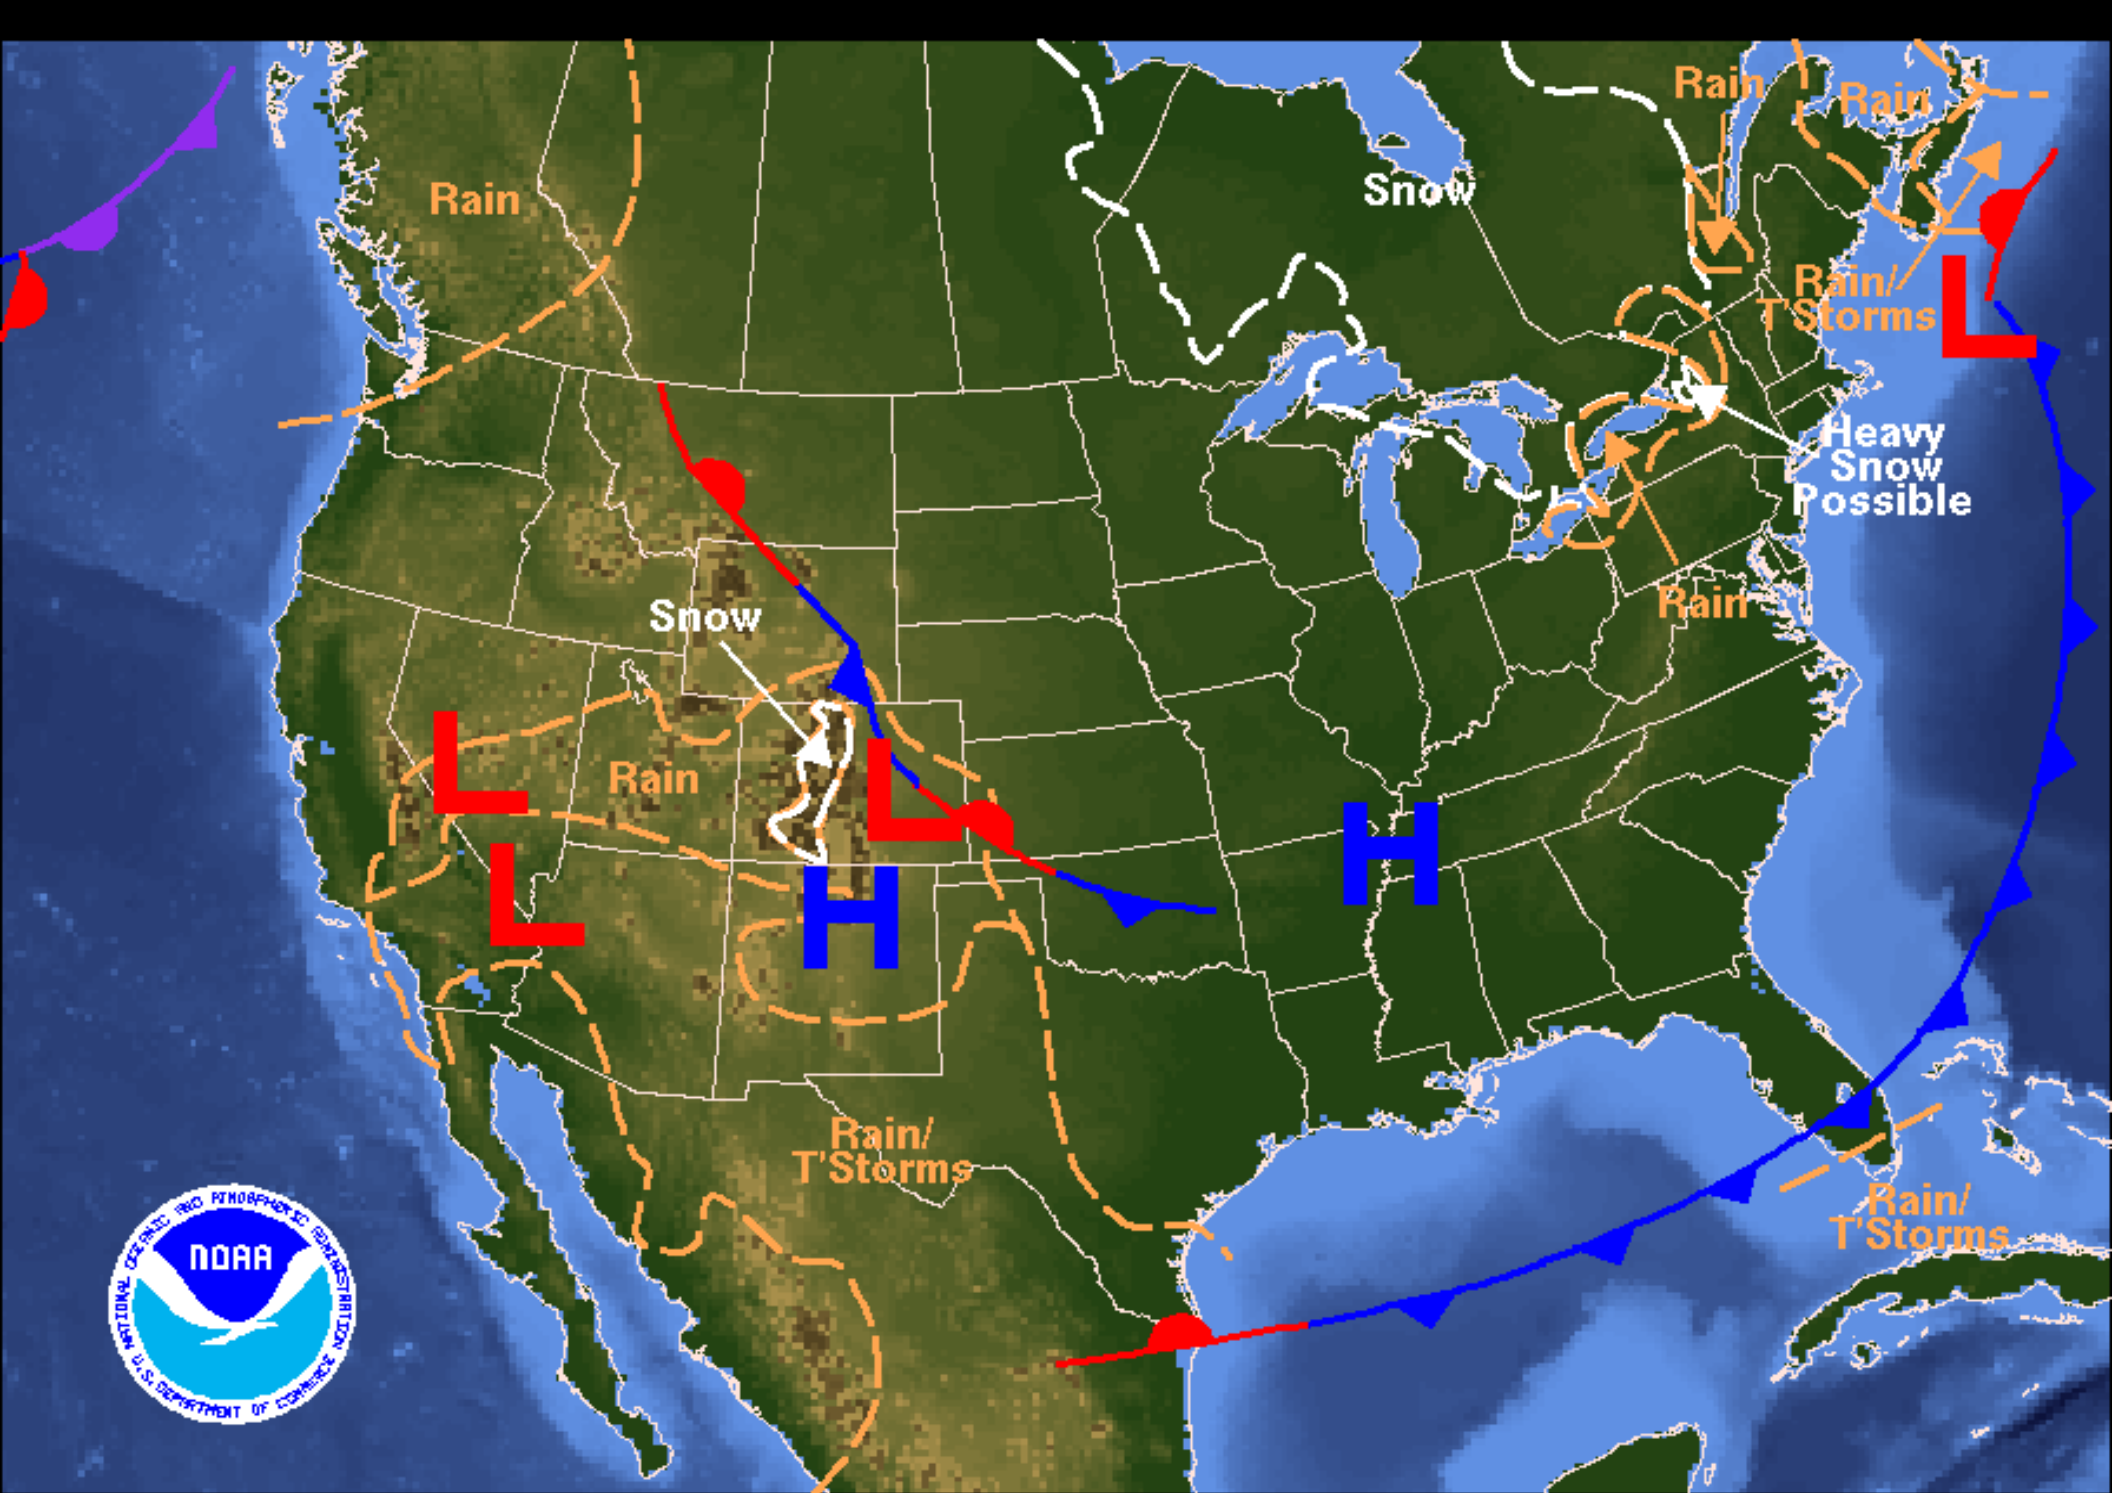 Rain
Rain
Rain
Snow
Rain/
T'Storms
Heavy
Snow
Possible
Rain
Snow
L
L
Rain
L
H
L
H
Rain/
T'Storms
Rain/
T'Storms
NATIONAL OCEANIC AND ATMOSPHERIC ADMINISTRATION
NOAA
U.S. DEPARTMENT OF COMMERCE
L